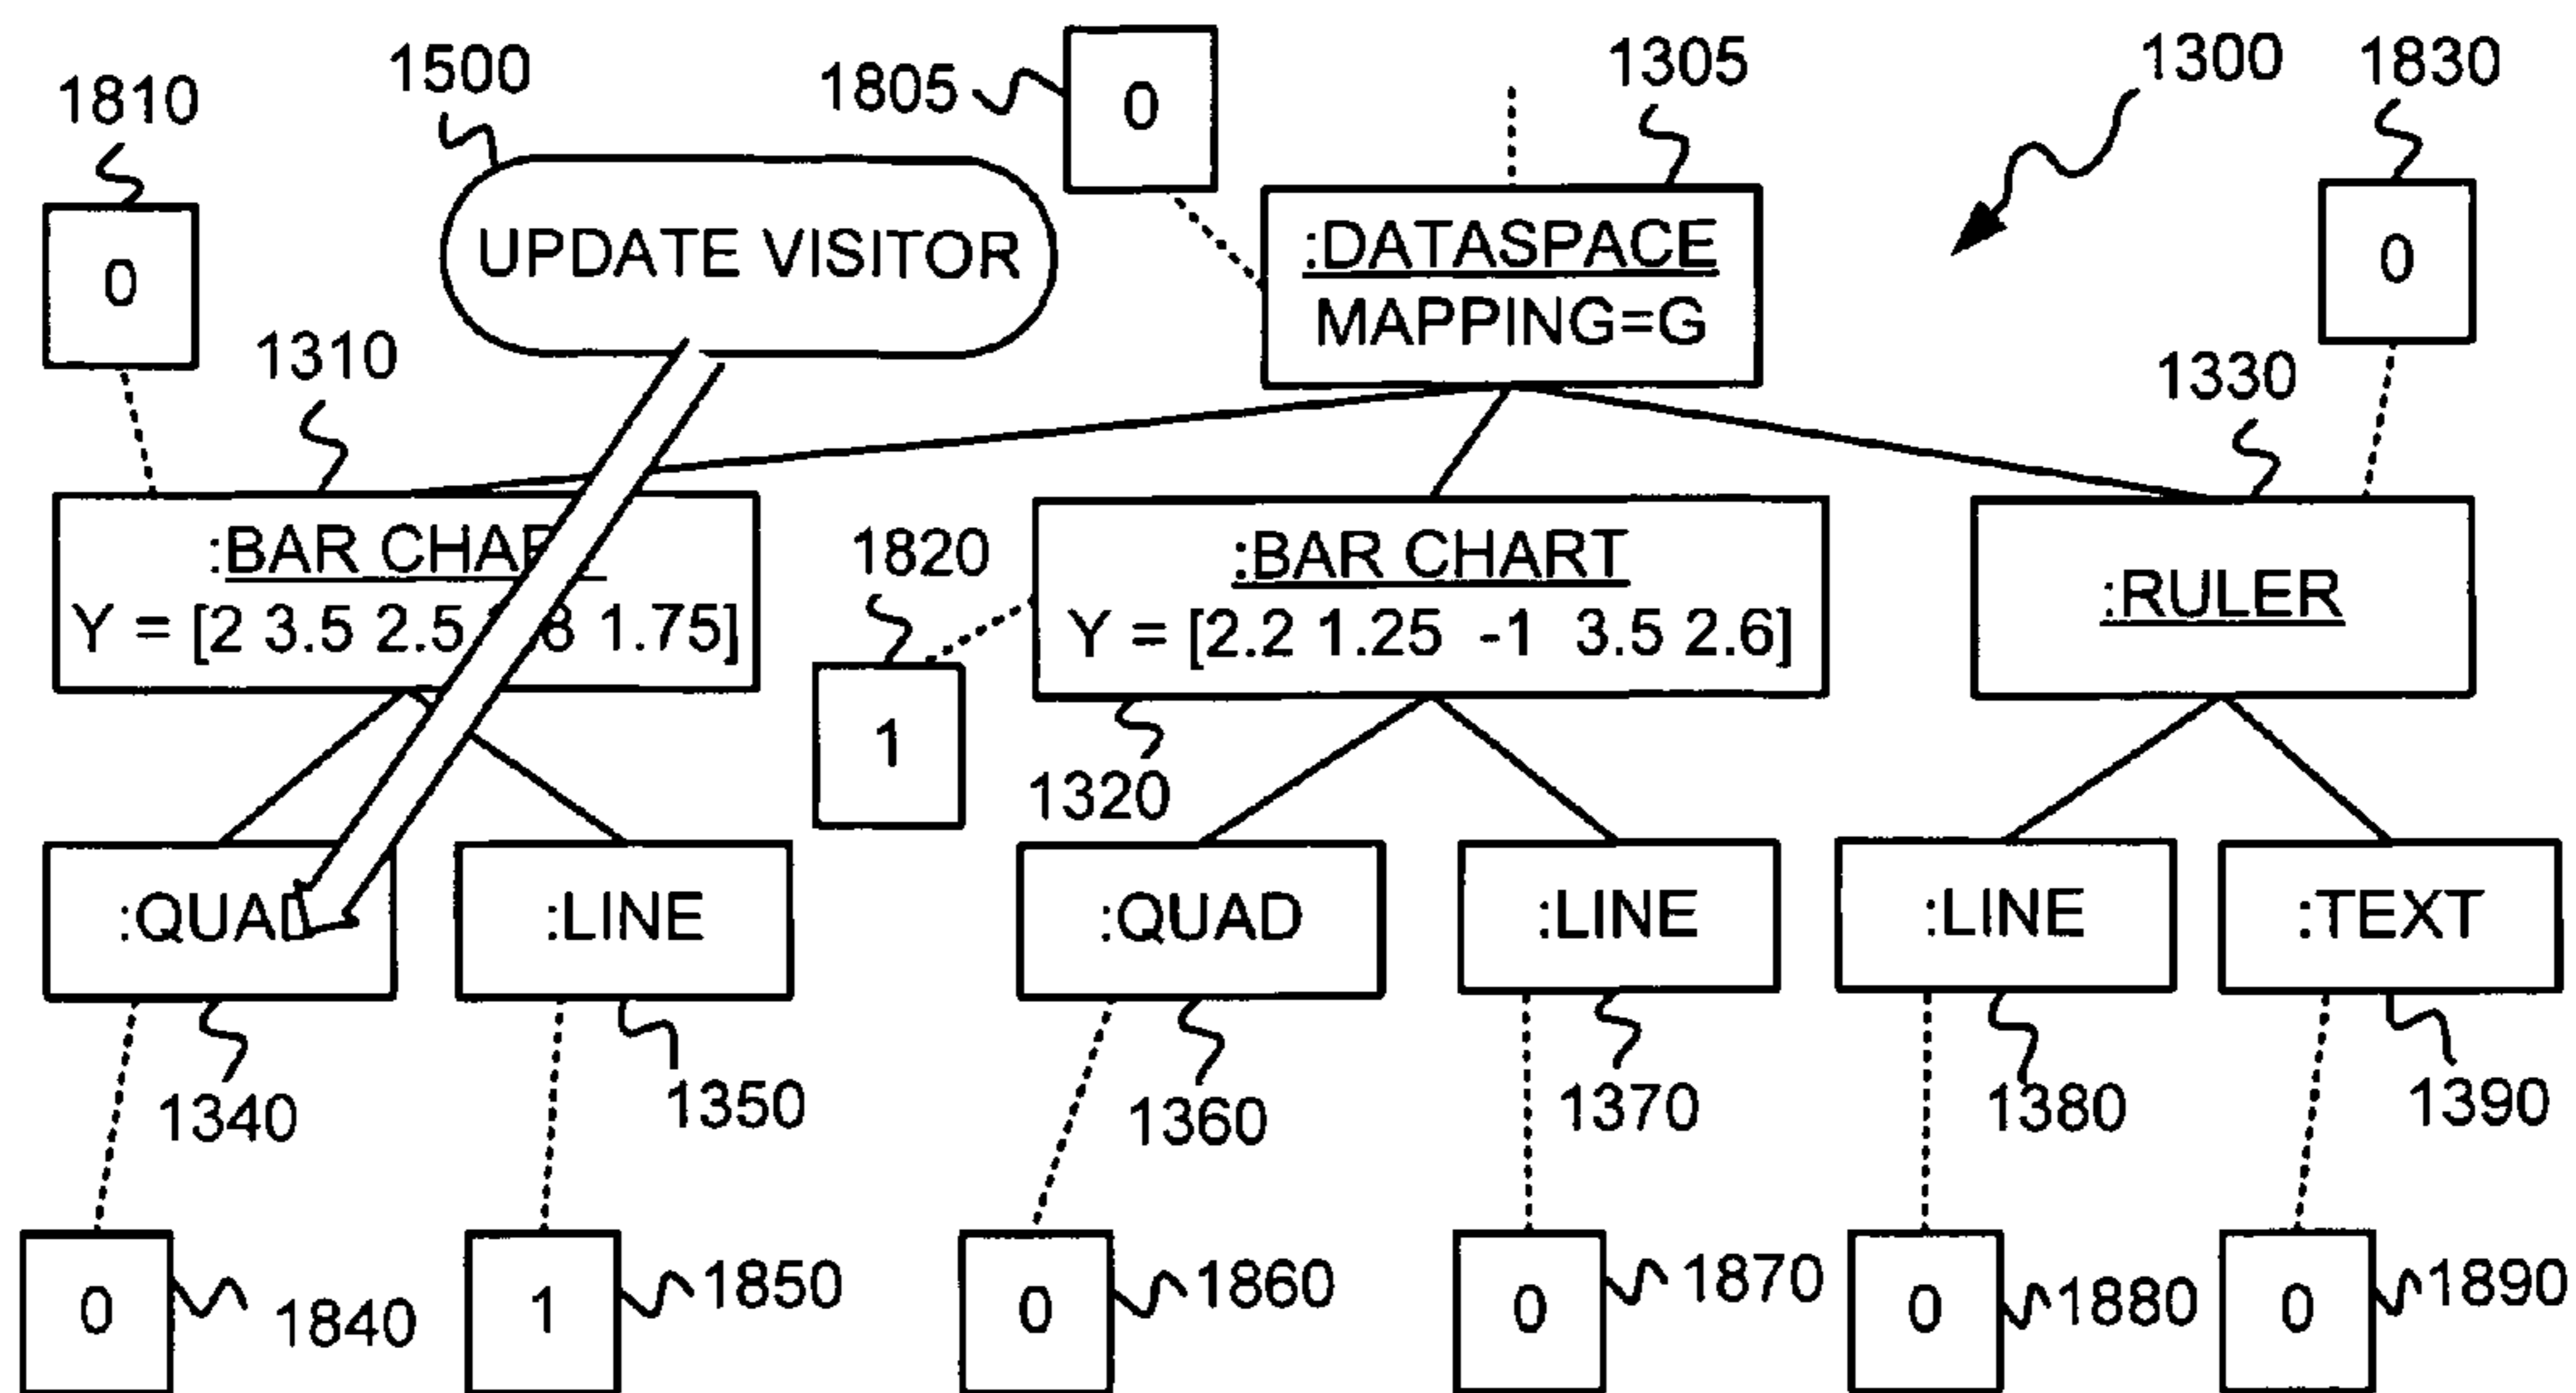 1500
1805
0
1305
1300
1830
1810
0
UPDATE VISITOR
:DATASPACE
MAPPING=G
0
1310
1330
:BAR
Y = [2 3.5 2.5 1.75]
1820
:BAR CHART
Y = [2.2 1.25 -1 3.5 2.6]
:RULER
1
1320
:QUAD
:LINE
:QUAD
:LINE
:LINE
:TEXT
1340
1350
1360
1370
1380
1390
0
1840
1
1850
0
1860
0
1870
0
1880
0
1890